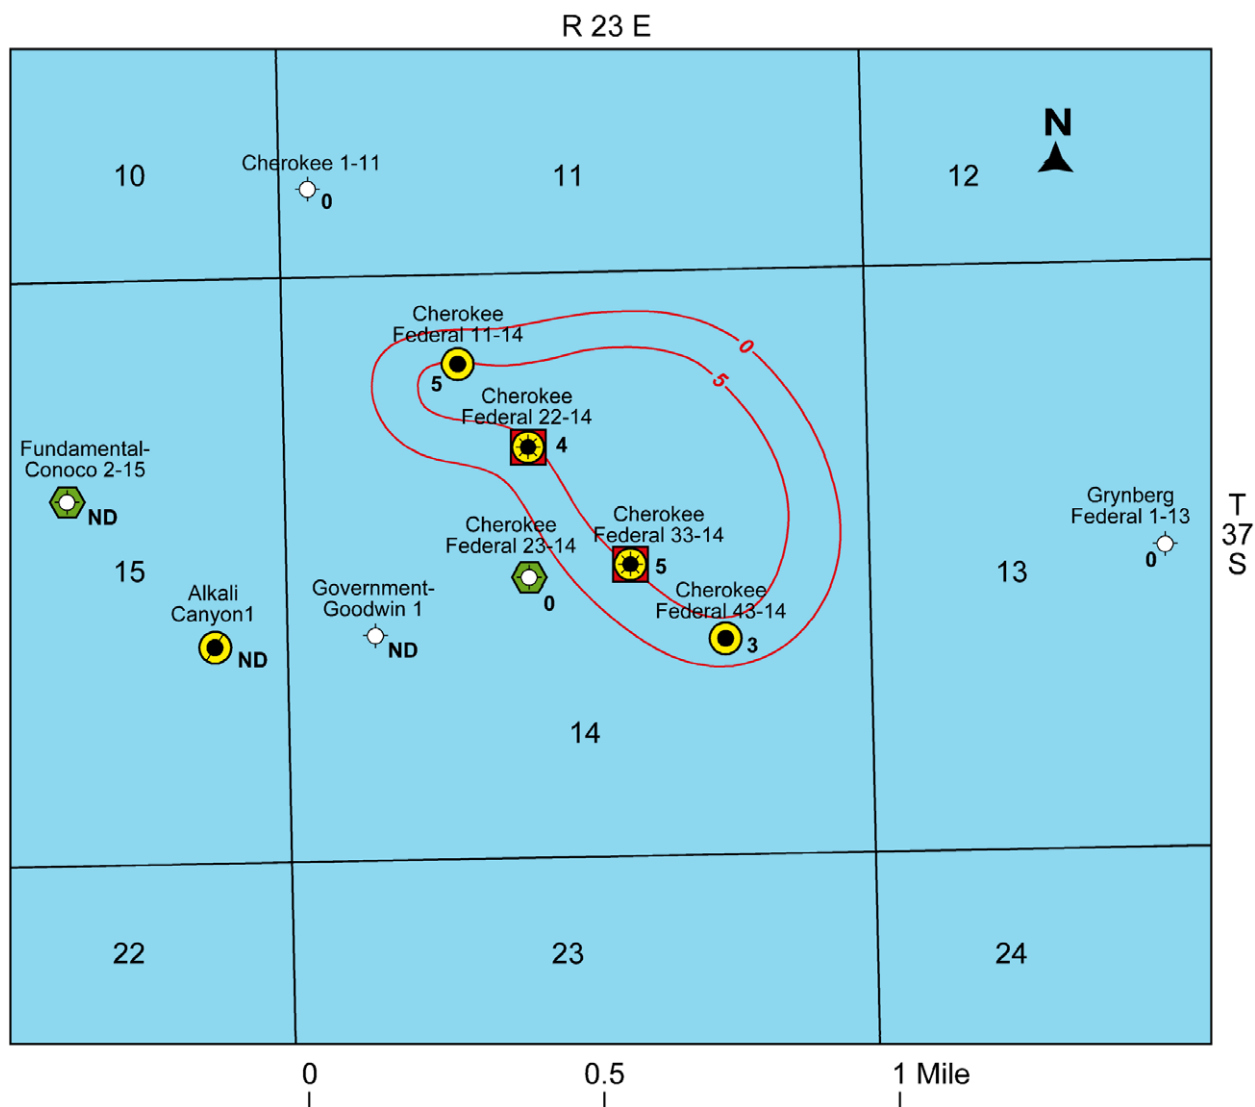 R 23 E
N
10
Cherokee 1-11
0
11
12
Cherokee
Federal 11-14
5
0
5
Cherokee
Federal 22-14
4
Fundamental-
Conoco 2-15
ND
Grynberg
Federal 1-13
0
T
37
S
Cherokee
Federal 23-14
0
Cherokee
Federal 33-14
5
15
13
Alkali
Canyon1
ND
Government-
Goodwin 1
ND
Cherokee
Federal 43-14
3
14
22
23
24
0
0.5
1 Mile